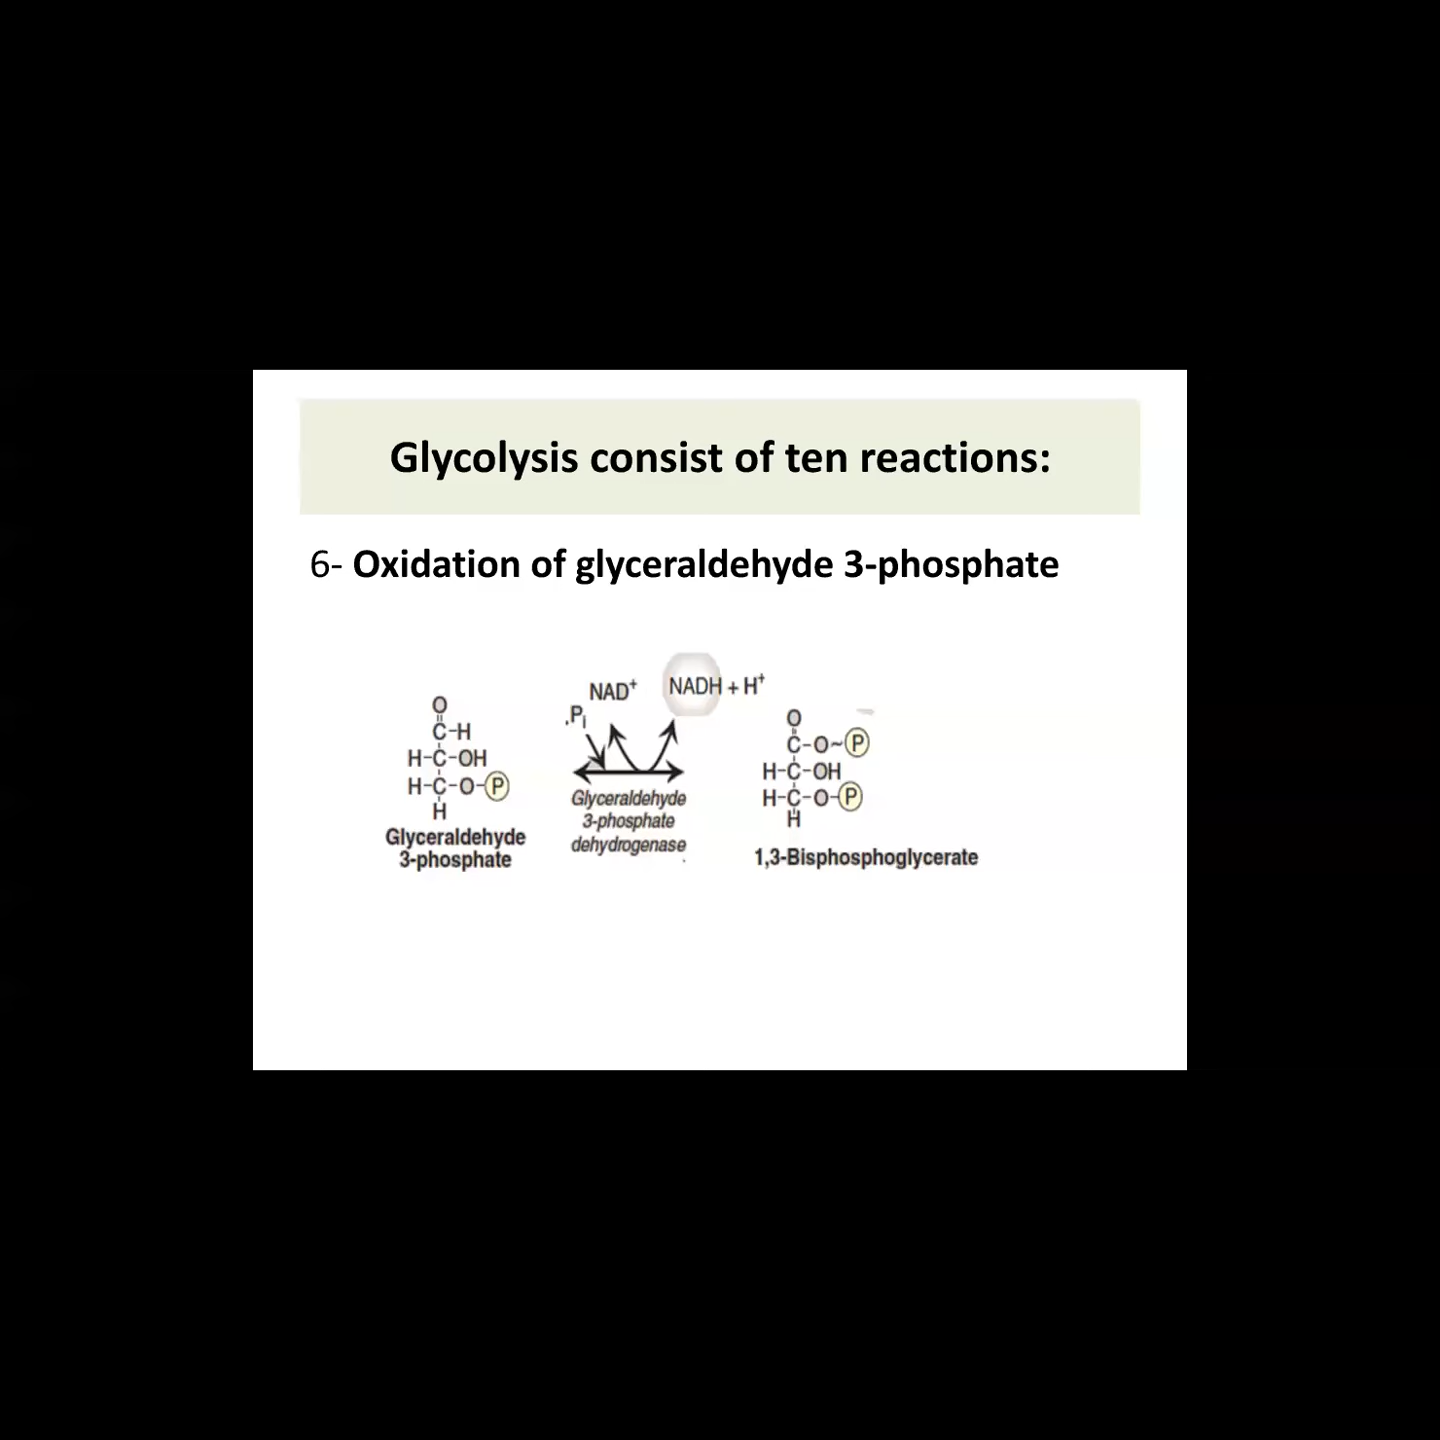 Glycolysis consist of ten reactions:
6- Oxidation of glyceraldehyde 3-phosphate
NAD⁺ NADH + H⁺
.Pᵢ
O
C-H
H-C-OH
H-C-O-P
H
Glyceraldehyde
3-phosphate
Glyceraldehyde
3-phosphate
dehydrogenase
O
C-O~P
H-C-OH
H-C-O-P
H
1,3-Bisphosphoglycerate